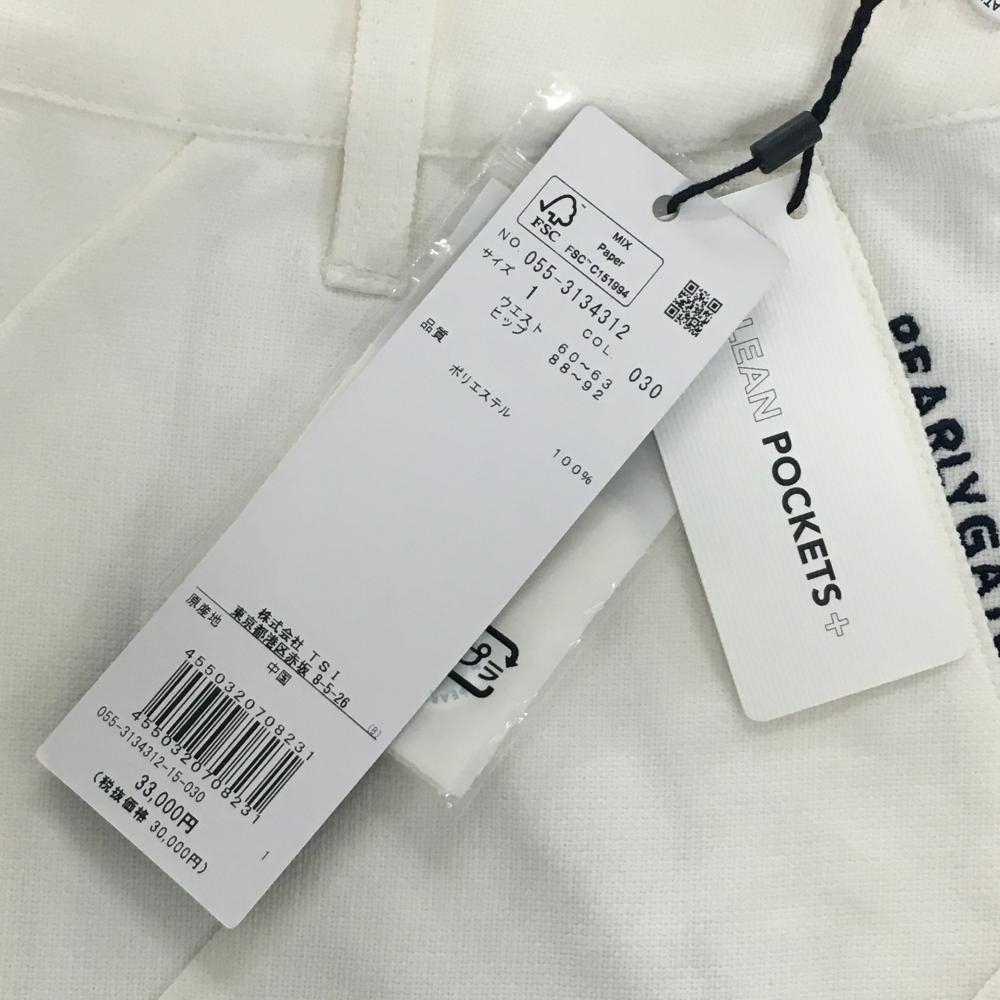 FSC
MIX
Paper
FSC™ C151994
NO 055-3134312
サイズ 1 COL. 030
ウエスト 60~63
ヒップ 88~92
品質
ポリエステル 100%
株式会社 TSI
東京都港区赤坂 8-5-26
原産地 中国 (B)
4550320708231
4550320708231
055-3134312-15-030
33,000円
(税抜価格 30,000円)
1
LEAN POCKETS+
プラ
PEARLYGA